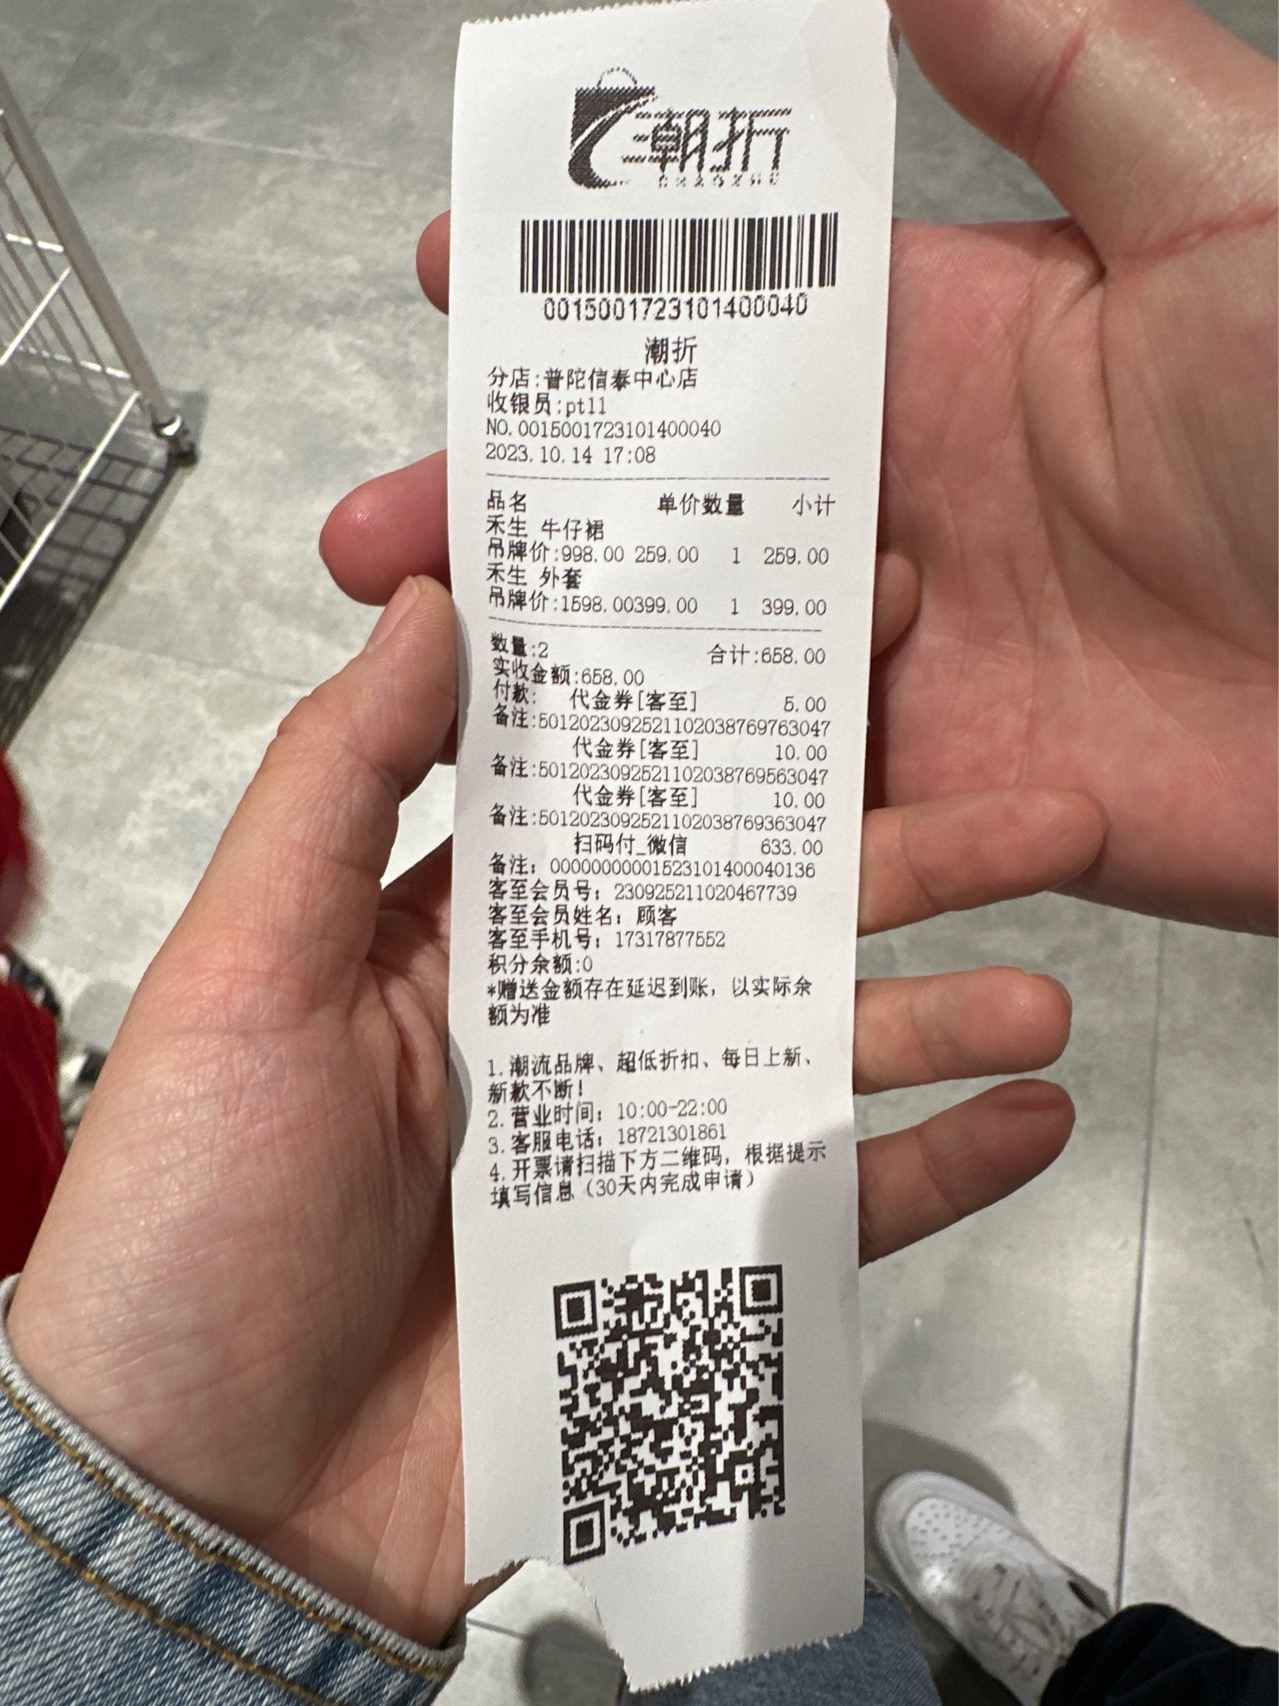 潮折
0015001723101400040
潮折
分店:普陀信泰中心店
收银员:pt11
NO.0015001723101400040
2023.10.14 17:08
品名 单价数量 小计
禾生 牛仔裙
吊牌价:998.00 259.00 1 259.00
禾生 外套
吊牌价:1598.00399.00 1 399.00
数量:2 合计:658.00
实收金额:658.00
付款: 代金券[客至] 5.00
备注:501202309252110203876976304​7
代金券[客至] 10.00
备注:5012023092521102038769563047
代金券[客至] 10.00
备注:5012023092521102038769363047
扫码付_微信 633.00
备注: 0000000000015231014000​40136
客至会员号: 230925211020467739
客至会员姓名: 顾客
客至手机号: 17317877552
积分余额:0
*赠送金额存在延迟到账, 以实际余
额为准
1.潮流品牌、超低折扣、每日上新、
新款不断!
2.营业时间: 10:00-22:00
3.客服电话: 18721301861
4.开票请扫描下方二维码, 根据提示
填写信息(30天内完成申请)